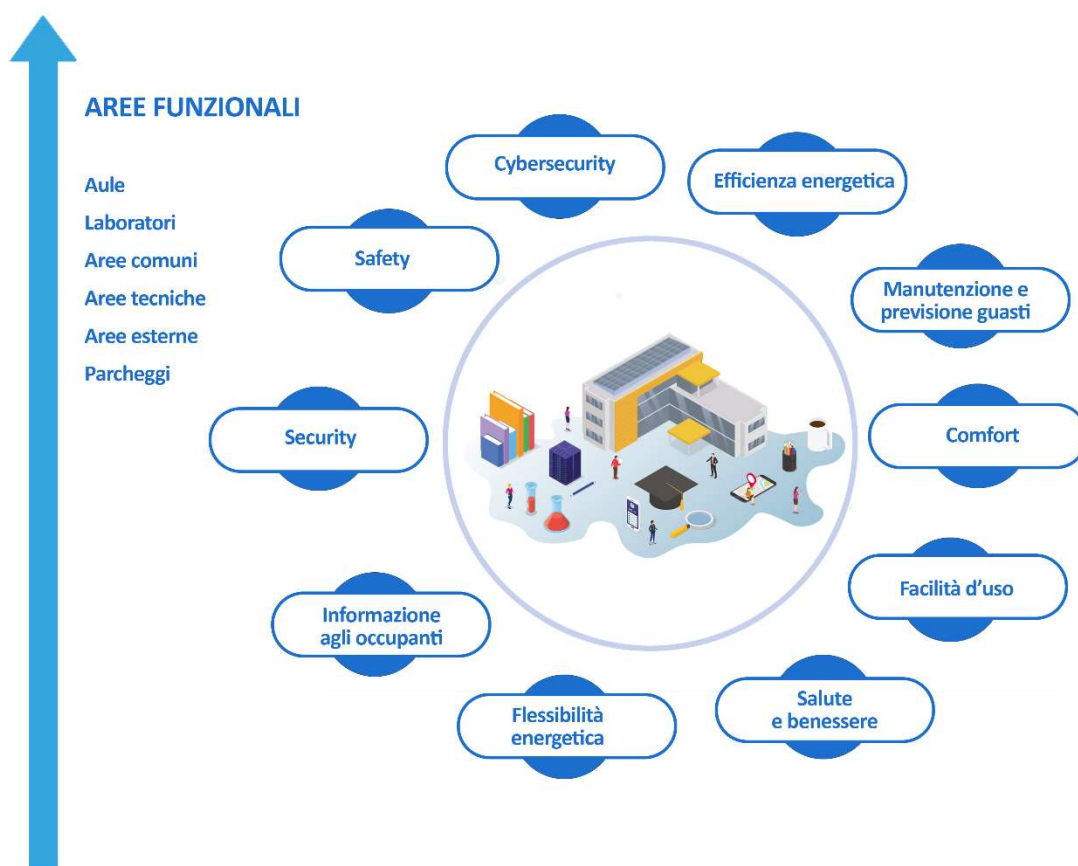 AREE FUNZIONALI
Aule
Laboratori
Aree comuni
Aree tecniche
Aree esterne
Parcheggi
Cybersecurity
Efficienza energetica
Safety
Manutenzione e
previsione guasti
Security
Comfort
Facilità d'uso
Informazione
agli occupanti
Salute
e benessere
Flessibilità
energetica